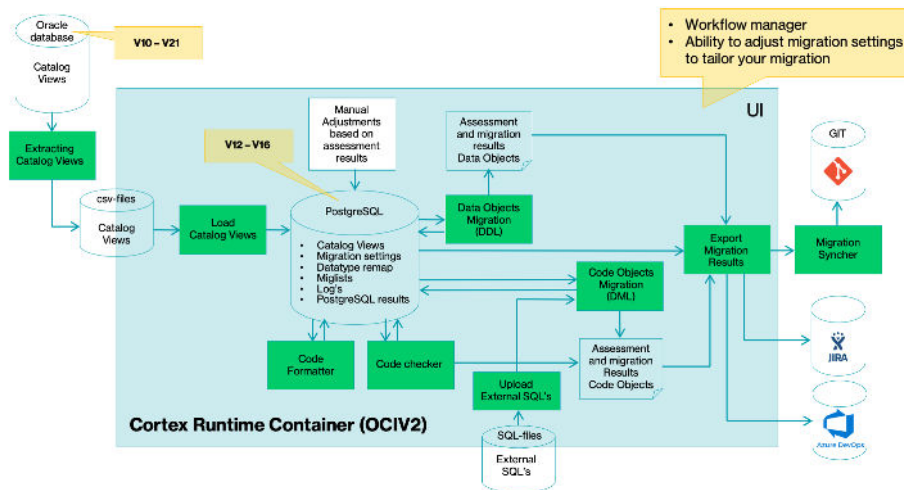 Oracle
database
Catalog
Views
V10 – V21
• Workflow manager
• Ability to adjust migration settings
to tailor your migration
UI
Extracting
Catalog Views
csv-files
Catalog
Views
Load
Catalog Views
V12 – V16
Manual
Adjustments
based on
assessment
results
PostgreSQL
• Catalog Views
• Migration settings
• Datatype remap
• Miglists
• Log's
• PostgreSQL results
Assessment
and migration
results
Data Objects
Data Objects
Migration
(DDL)
Code Objects
Migration
(DML)
Export
Migration
Results
GIT
Migration
Syncher
Code
Formatter
Code checker
Assessment
and migration
Results
Code Objects
Upload
External SQL's
SQL-files
External
SQL's
JIRA
Azure DevOps
Cortex Runtime Container (OCIV2)